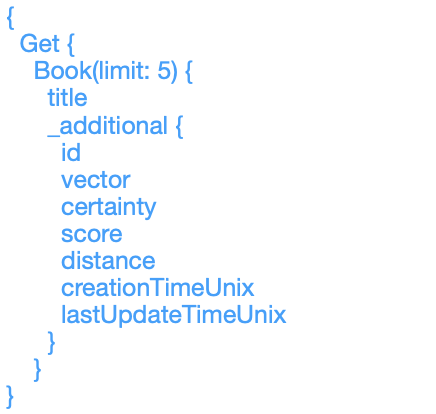 {
  Get {
    Book(limit: 5) {
      title
      _additional {
        id
        vector
        certainty
        score
        distance
        creationTimeUnix
        lastUpdateTimeUnix
      }
    }
}